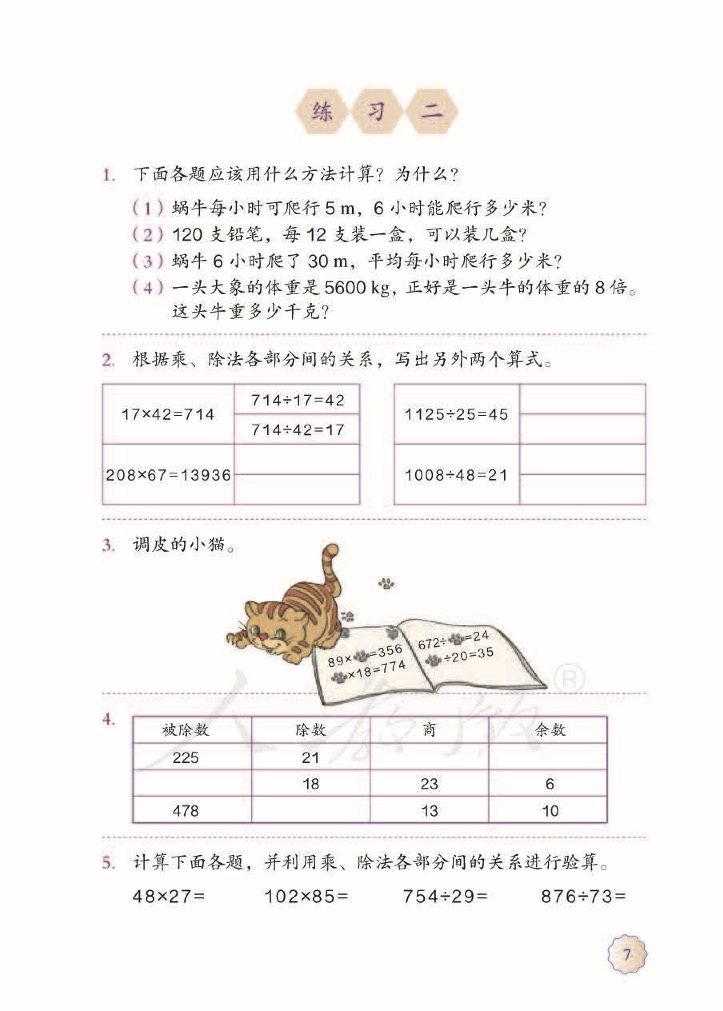 练习二
1. 下面各题应该用什么方法计算？为什么？
（1）蜗牛每小时可爬行 5 m，6 小时能爬行多少米？
（2）120 支铅笔，每 12 支装一盒，可以装几盒？
（3）蜗牛 6 小时爬了 30 m，平均每小时爬行多少米？
（4）一头大象的体重是 5600 kg，正好是一头牛的体重的 8 倍。
这头牛重多少千克？
2. 根据乘、除法各部分间的关系，写出另外两个算式。
17×42=714 714÷17=42
714÷42=17
1125÷25=45
208×67=13936
1008÷48=21
3. 调皮的小猫。
89× =356
×18=774
672÷ =24
÷20=35
4.
被除数 除数 商 余数
225 21
18 23 6
478 13 10
5. 计算下面各题，并利用乘、除法各部分间的关系进行验算。
48×27= 102×85= 754÷29= 876÷73=
7
人教版®